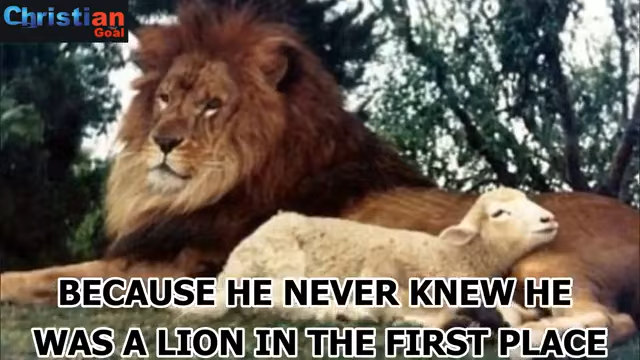 Christian
Goal
BECAUSE HE NEVER KNEW HE
WAS A LION IN THE FIRST PLACE